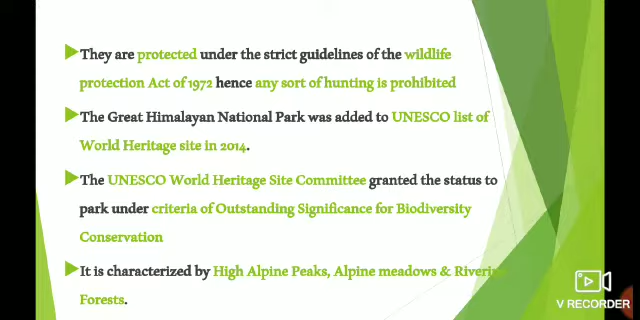 They are protected under the strict guidelines of the wildlife
protection Act of 1972 hence any sort of hunting is prohibited
The Great Himalayan National Park was added to UNESCO list of
World Heritage site in 2014.
The UNESCO World Heritage Site Committee granted the status to
park under criteria of Outstanding Significance for Biodiversity
Conservation
It is characterized by High Alpine Peaks, Alpine meadows & Riverine
Forests.
V RECORDER